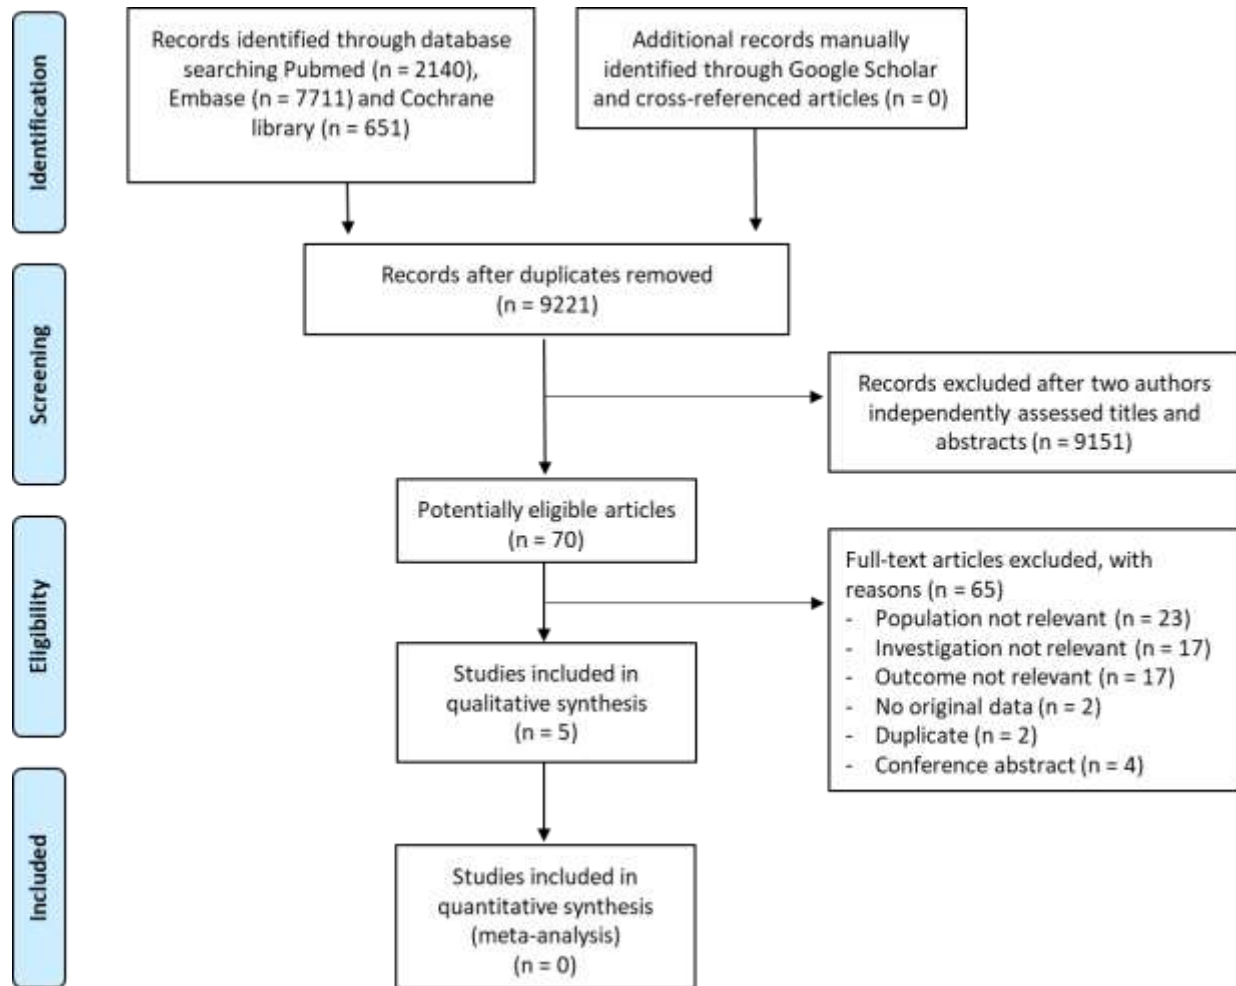 Identification
Records identified through database
searching Pubmed (n = 2140),
Embase (n = 7711) and Cochrane
library (n = 651)
Additional records manually
identified through Google Scholar
and cross-referenced articles (n = 0)
Screening
Records after duplicates removed
(n = 9221)
Records excluded after two authors
independently assessed titles and
abstracts (n = 9151)
Potentially eligible articles
(n = 70)
Eligibility
Full-text articles excluded, with
reasons (n = 65)
- Population not relevant (n = 23)
- Investigation not relevant (n = 17)
- Outcome not relevant (n = 17)
- No original data (n = 2)
- Duplicate (n = 2)
- Conference abstract (n = 4)
Studies included in
qualitative synthesis
(n = 5)
Included
Studies included in
quantitative synthesis
(meta-analysis)
(n = 0)